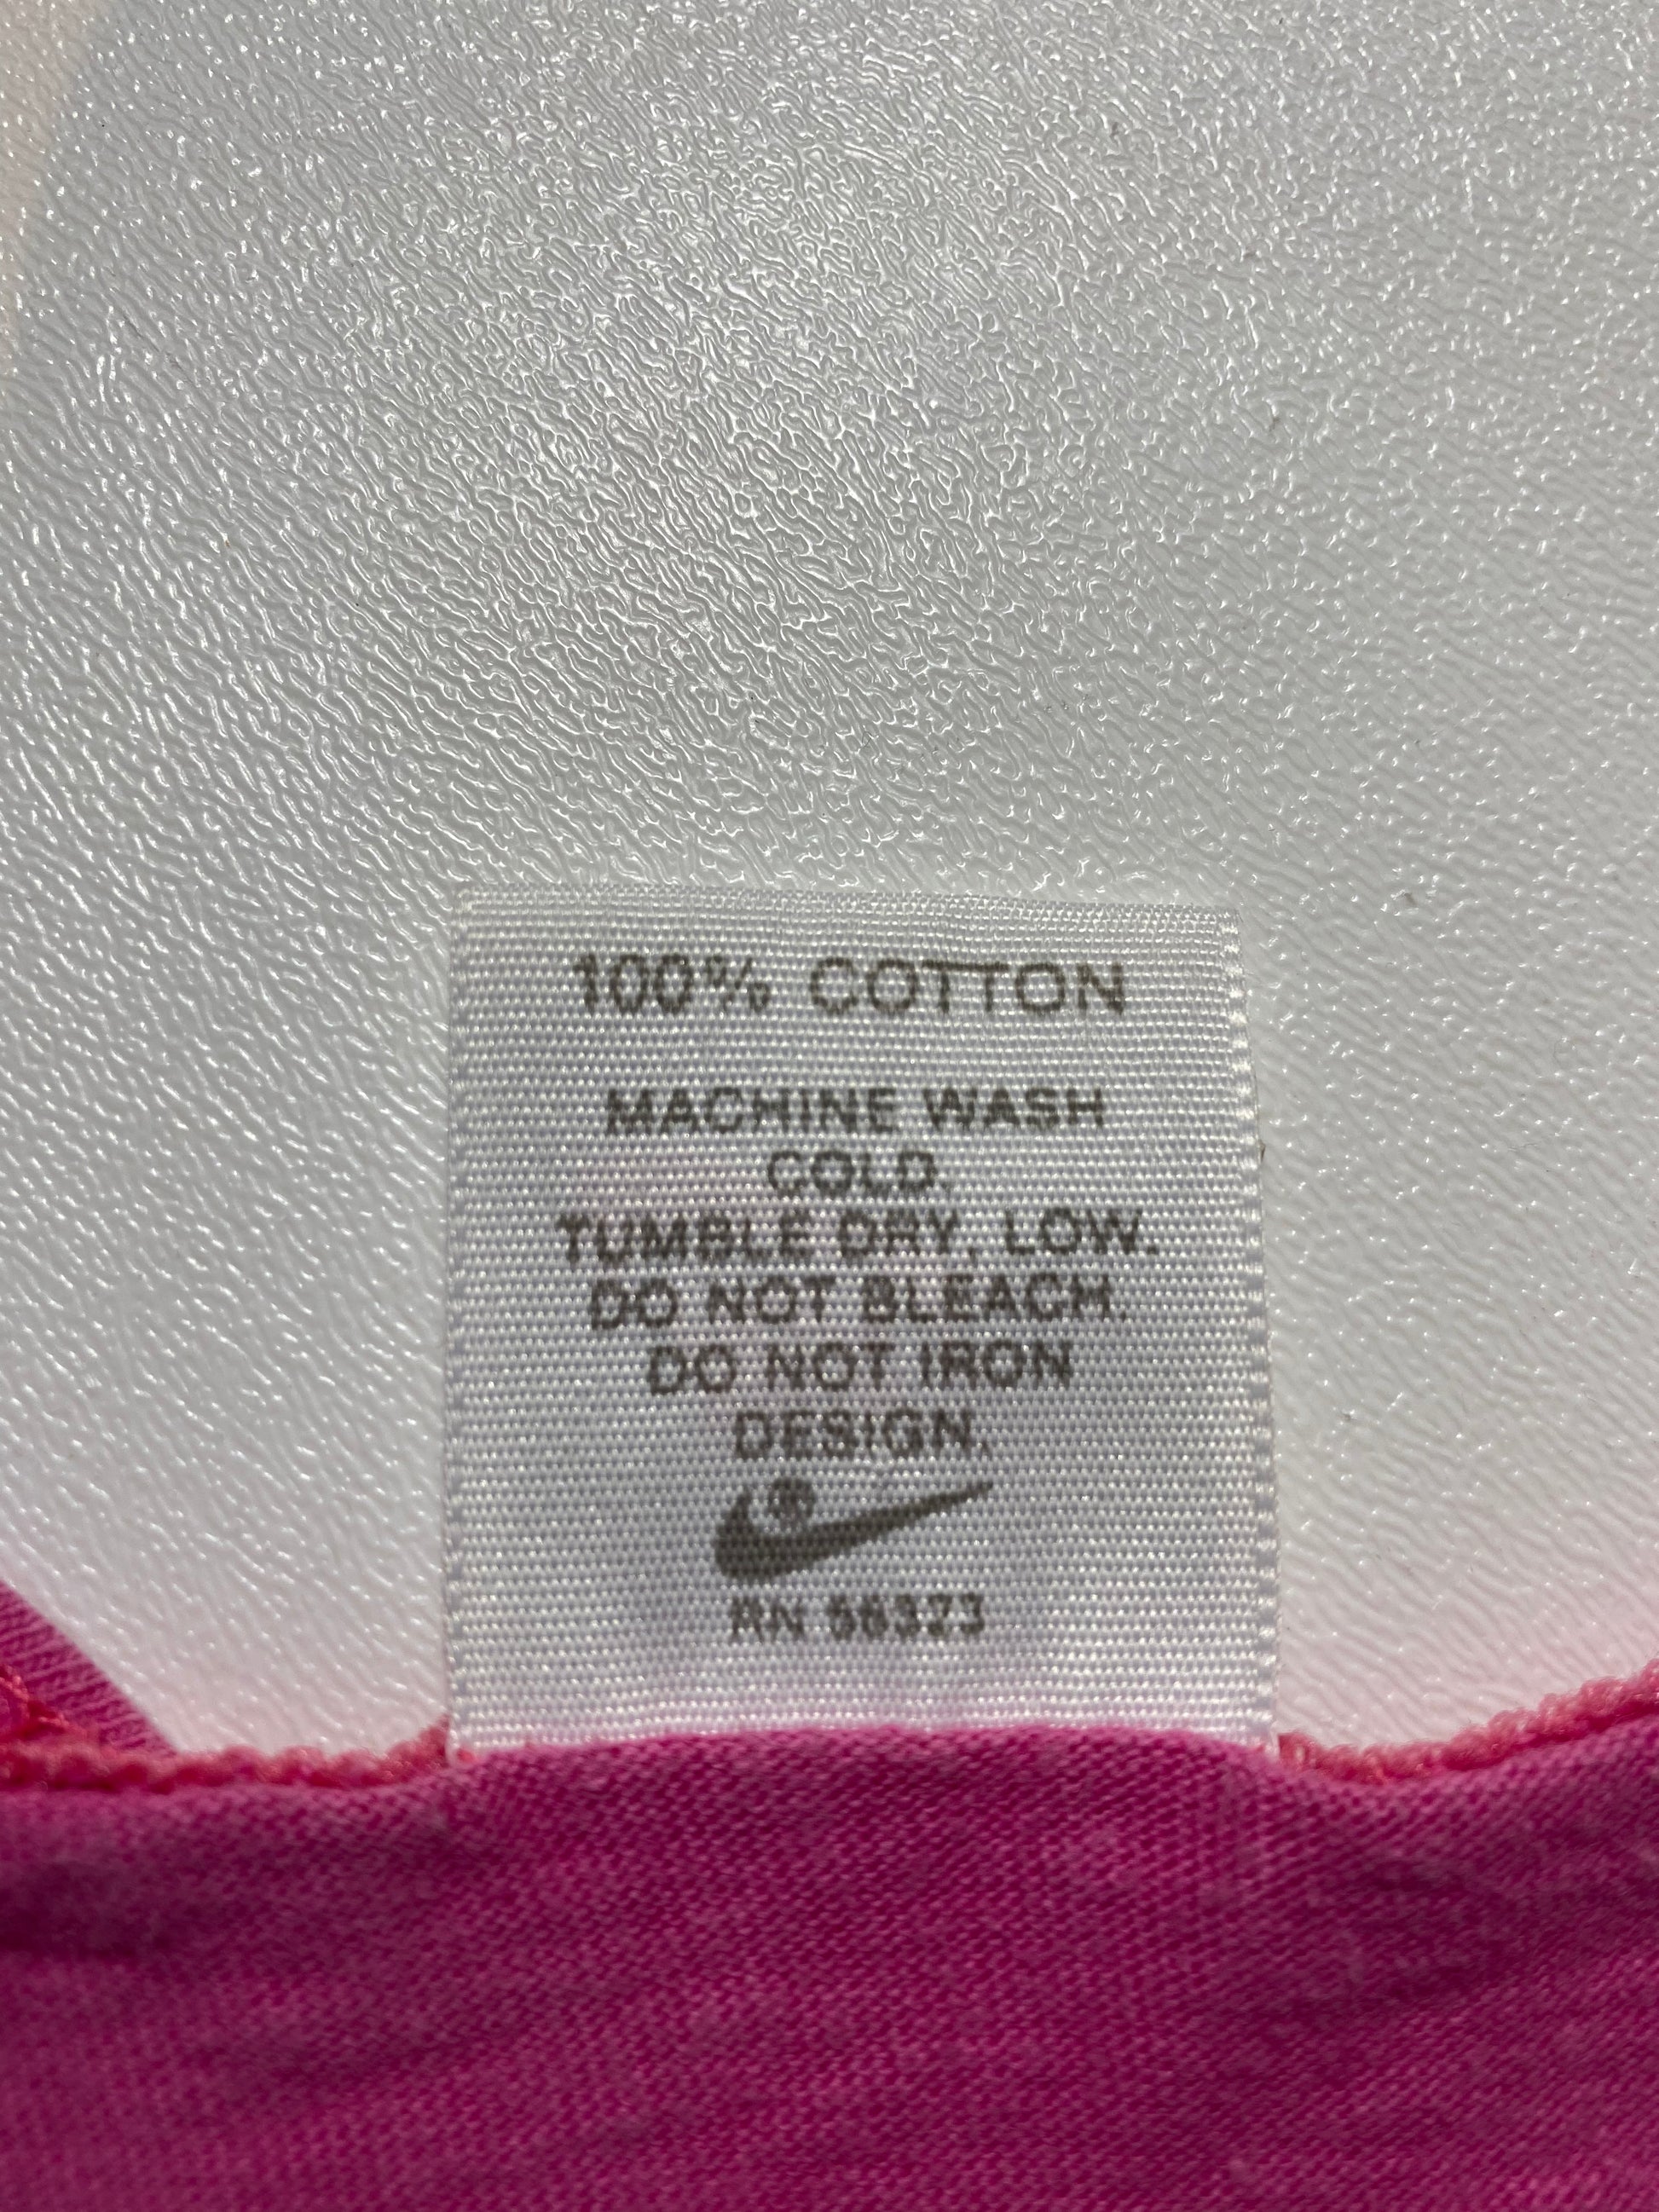 100% COTTON
MACHINE WASH
COLD.
TUMBLE DRY, LOW.
DO NOT BLEACH.
DO NOT IRON
DESIGN.
®
RN 56323